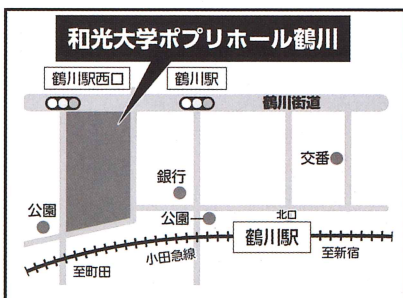 和光大学ポプリホール鶴川
鶴川駅西口
鶴川駅
鶴川街道
交番
銀行
公園
公園
北口
鶴川駅
小田急線
至新宿
至町田